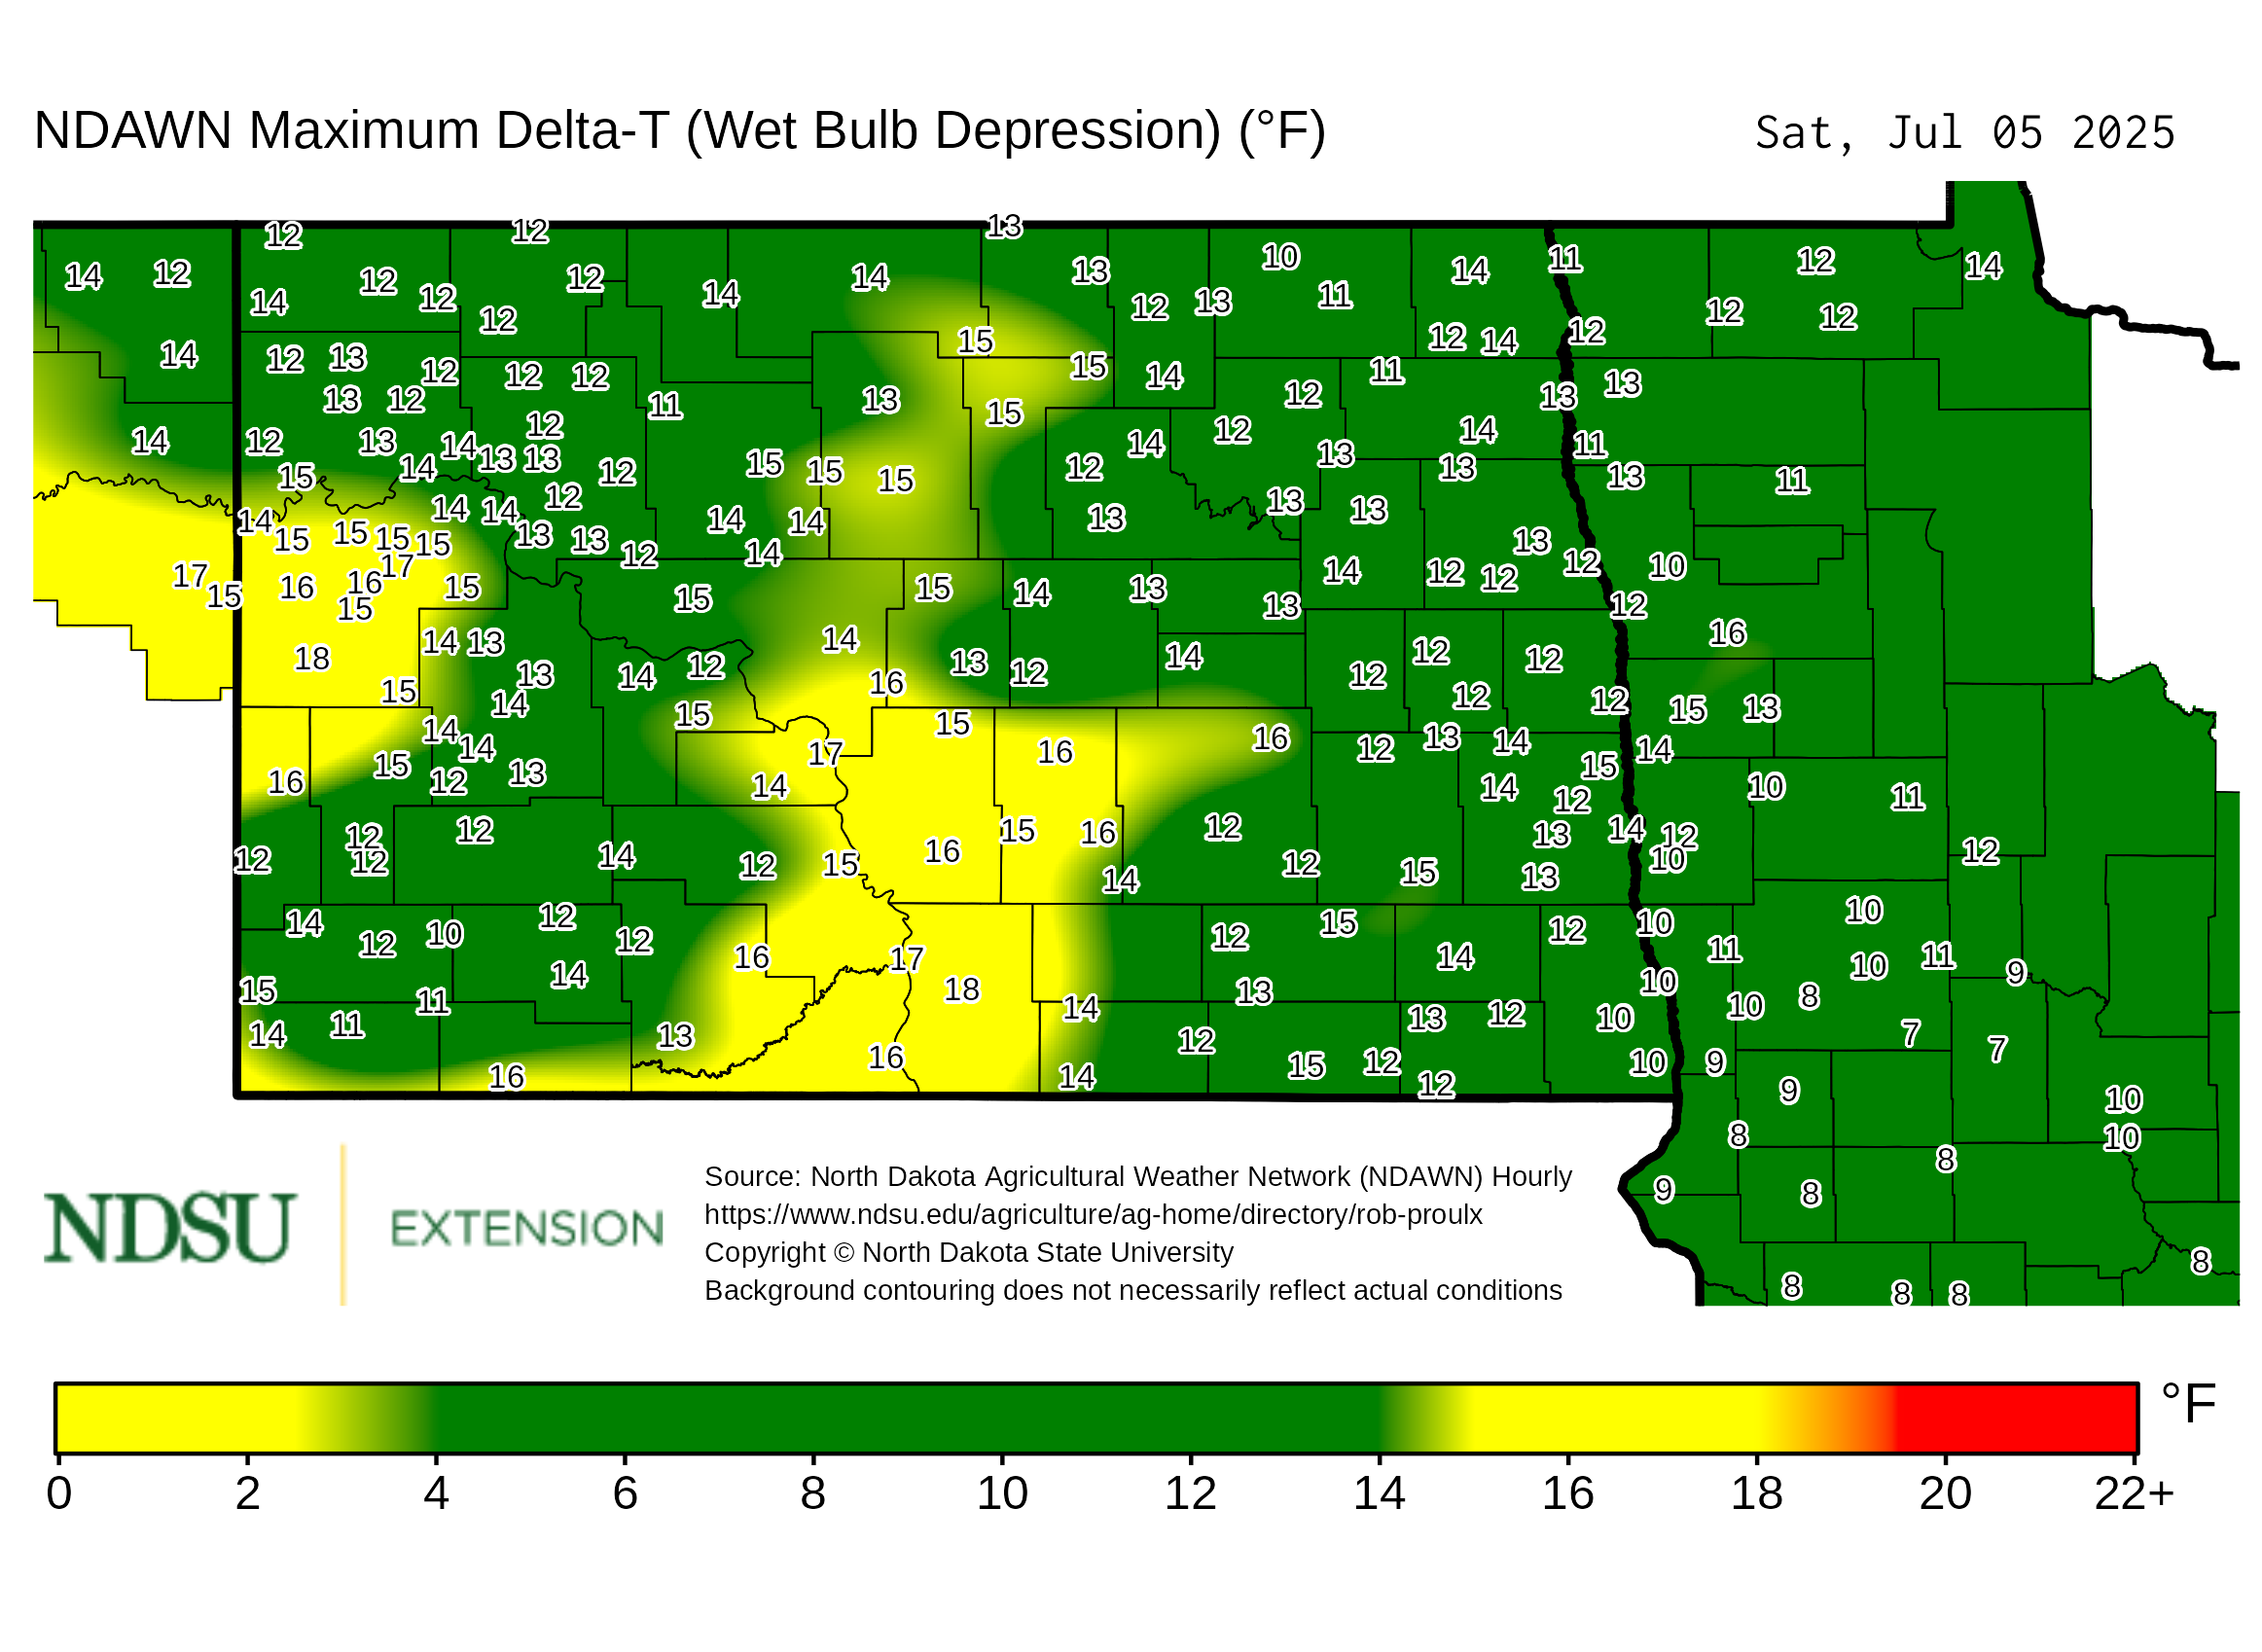 NDAWN Maximum Delta-T (Wet Bulb Depression) (°F)
Sat, Jul 05 2025
12 12 13
14 12 12 12 12 14 13 10 14 11 12 14
14 12 12 14 12 13 11 12 12
14 12 13 12 12 12 15 15 14 12 14 12 11 13
13 12 11 13 15 12 13
14 12 13 14 12 14 12 14 11
15 14 13 13 12 15 15 15 12 13 13 13 11
14 14 14 12 14 14 13 13 13
15 15 15 15 13 13 12 14 13 12
17 15 16 16 17 15 15 15 15 14 13 13 14 12 12 12 10
18 14 13 14 13 12 14 12 12 12 16
15 13 14 14 12 15 16 12 12 12 15 13
14 14 15 17 15 16 16 12 13 14 14
16 15 12 13 14 15 14 12 10 11
12 12 12 12 14 12 15 16 15 16 14 12 12 15 13 13 14 12 10 12
14 12 10 12 12 16 17 12 15 14 12 10 11 10 10 11 9
15 14 11 11 14 13 18 14 13 13 12 10 10 10 8 7 7
16 16 14 12 15 12 12 10 9 9 10
8 10 8
9 8 8
8 8 8
NDSU
EXTENSION
Source: North Dakota Agricultural Weather Network (NDAWN) Hourly
https://www.ndsu.edu/agriculture/ag-home/directory/rob-proulx
Copyright © North Dakota State University
Background contouring does not necessarily reflect actual conditions
°F
0 2 4 6 8 10 12 14 16 18 20 22+